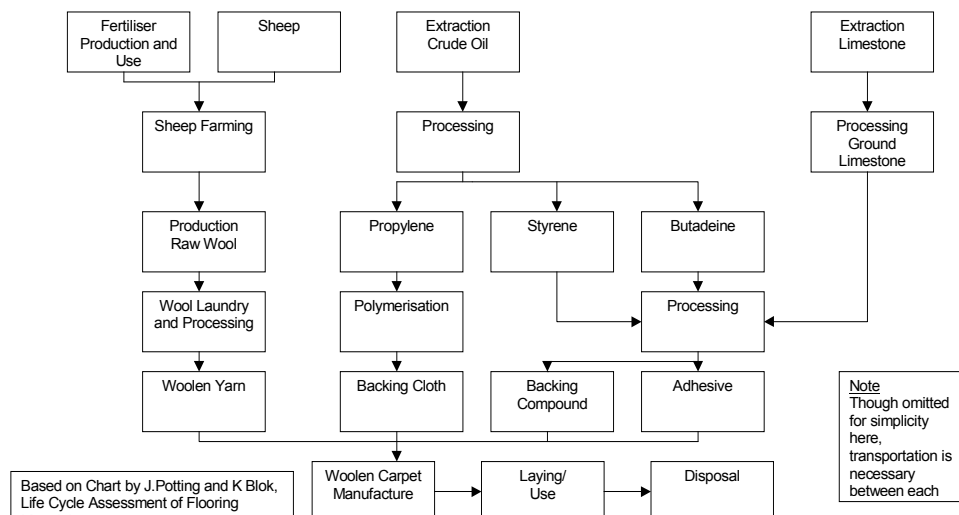 Fertiliser
Production and
Use
Sheep
Extraction
Crude Oil
Extraction
Limestone
Sheep Farming
Processing
Processing
Ground
Limestone
Production
Raw Wool
Propylene
Styrene
Butadeine
Wool Laundry
and Processing
Polymerisation
Processing
Woolen Yarn
Backing Cloth
Backing
Compound
Adhesive
Note
Though omitted
for simplicity
here,
transportation is
necessary
between each
Based on Chart by J.Potting and K Blok,
Life Cycle Assessment of Flooring
Woolen Carpet
Manufacture
Laying/
Use
Disposal